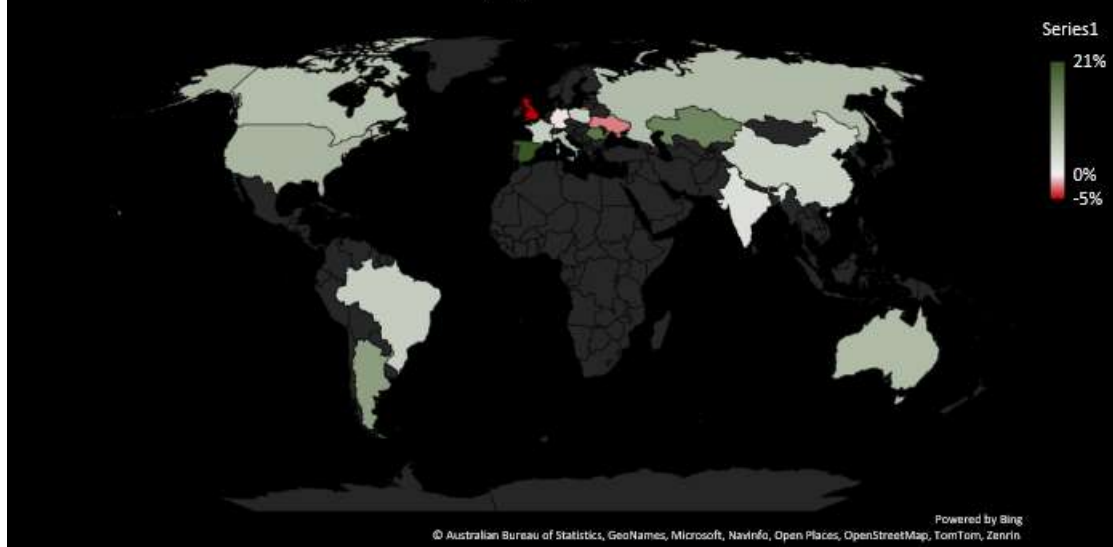 Series1
21%
0%
-5%
Powered by Bing
© Australian Bureau of Statistics, GeoNames, Microsoft, Navinfo, Open Places, OpenStreetMap, TomTom, Zenrin